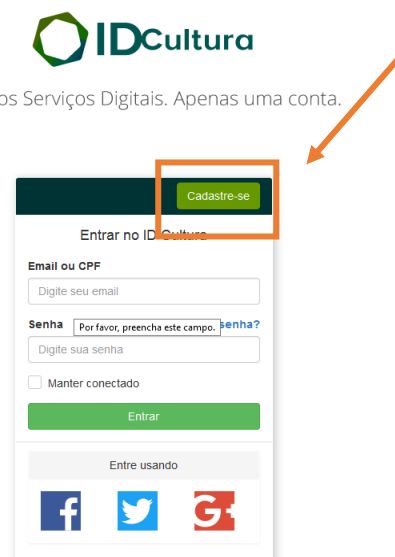 IDCultura
os Serviços Digitais. Apenas uma conta.
Cadastre-se
Entrar no ID Cultura
Email ou CPF
Digite seu email
Senha Por favor, preencha este campo. senha?
Digite sua senha
Manter conectado
Entrar
Entre usando
f G+